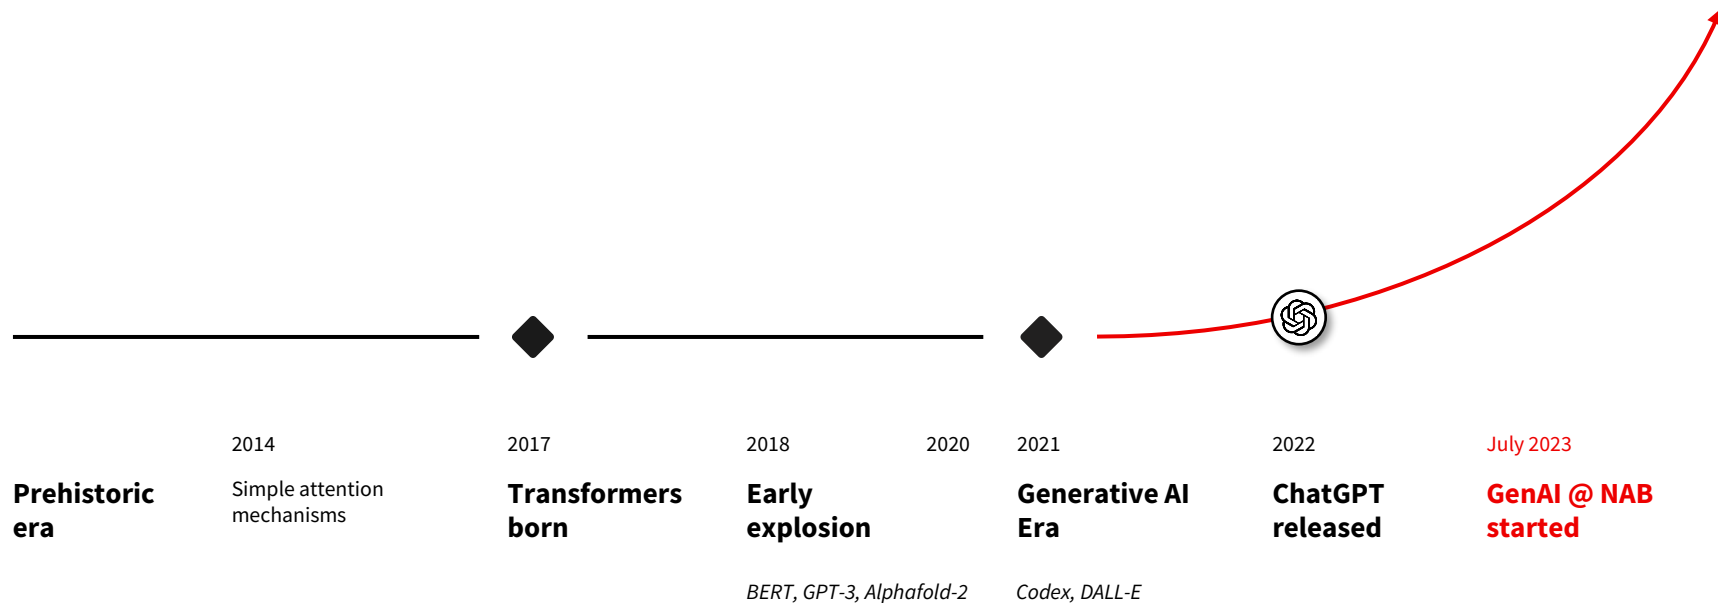 2014
2017
2018
2020
2021
2022
July 2023
Prehistoric
era
Simple attention
mechanisms
Transformers
born
Early
explosion
Generative AI
Era
ChatGPT
released
GenAI @ NAB
started
BERT, GPT-3, Alphafold-2
Codex, DALL-E